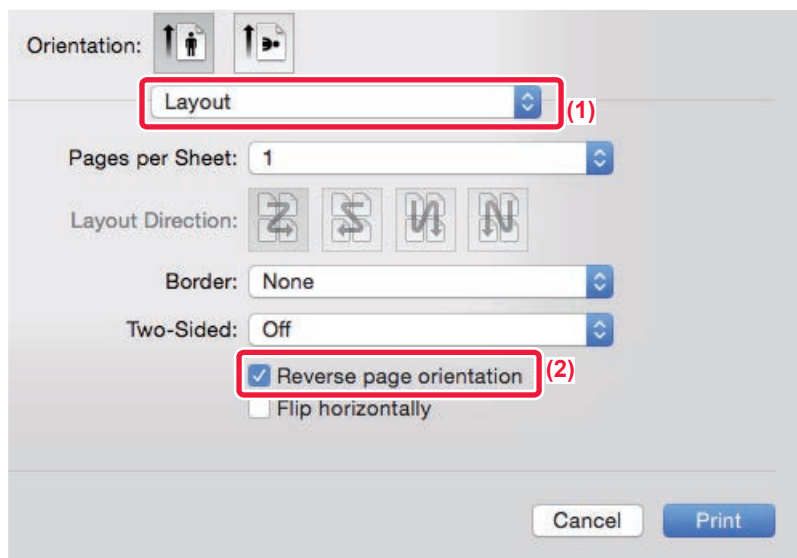 Orientation:
Layout
(1)
Pages per Sheet: 1
Layout Direction:
Border: None
Two-Sided: Off
Reverse page orientation
(2)
Flip horizontally
Cancel Print